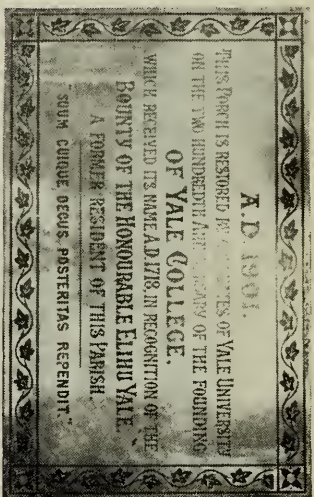 A.D. 1901.
THIS PORCH IS RESTORED BY OF YALE UNIVERSITY
ON THE TWO HUNDREDTH OF THE FOUNDING
OF YALE COLLEGE.
WHICH RECEIVED ITS NAME A.D. 1718, IN RECOGNITION OF THE
BOUNTY OF THE HONOURABLE ELIHU YALE.
A FORMER RESIDENT OF THIS PARISH
"SUUM CUIQUE DECUS POSTERITAS REPENDIT."